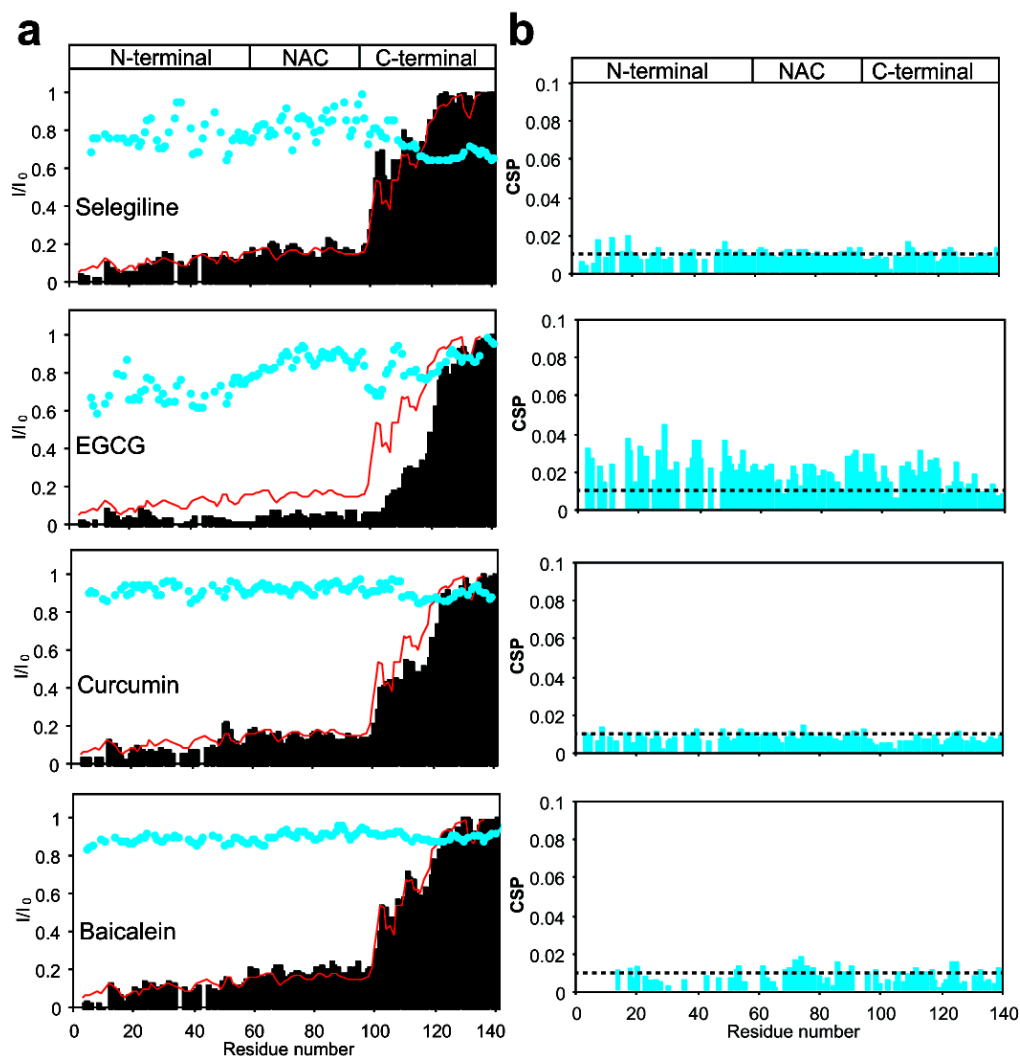 a
N-terminal NAC C-terminal
1
0.8
0.6
0.4
0.2
0
I/I0
Selegiline
1
0.8
0.6
0.4
0.2
0
I/I0
EGCG
1
0.8
0.6
0.4
0.2
0
I/I0
Curcumin
1
0.8
0.6
0.4
0.2
0
I/I0
Baicalein
0 20 40 60 80 100 120 140
Residue number
b
N-terminal NAC C-terminal
0.1
0.08
0.06
0.04
0.02
0
CSP
0.1
0.08
0.06
0.04
0.02
0
CSP
0.1
0.08
0.06
0.04
0.02
0
CSP
0.1
0.08
0.06
0.04
0.02
0
CSP
0 20 40 60 80 100 120 140
Residue number